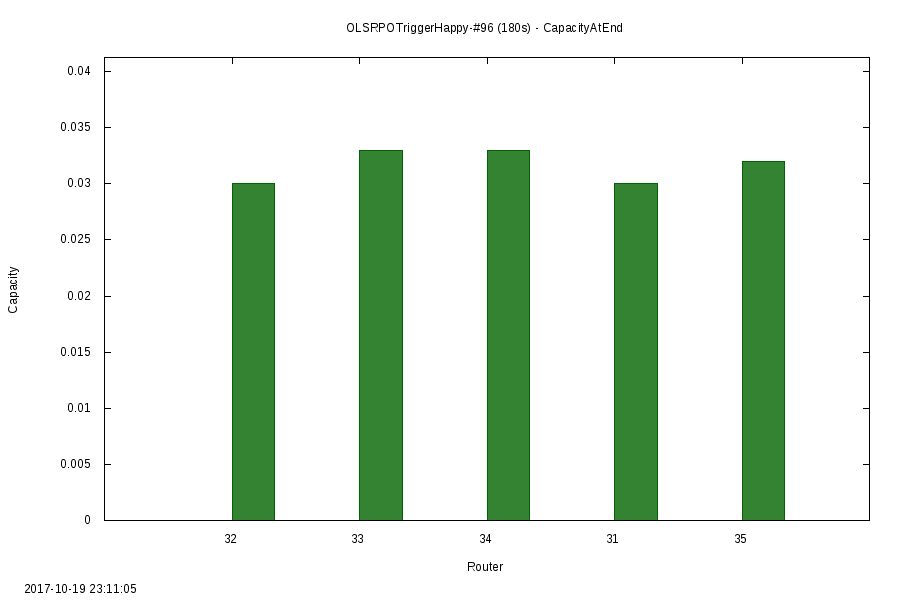 OLSRPOTriggerHappy-#96 (180s) - CapacityAtEnd
0.04
0.035
0.03
0.025
0.02
0.015
0.01
0.005
0
Capacity
32 33 34 31 35
Router
2017-10-19 23:11:05